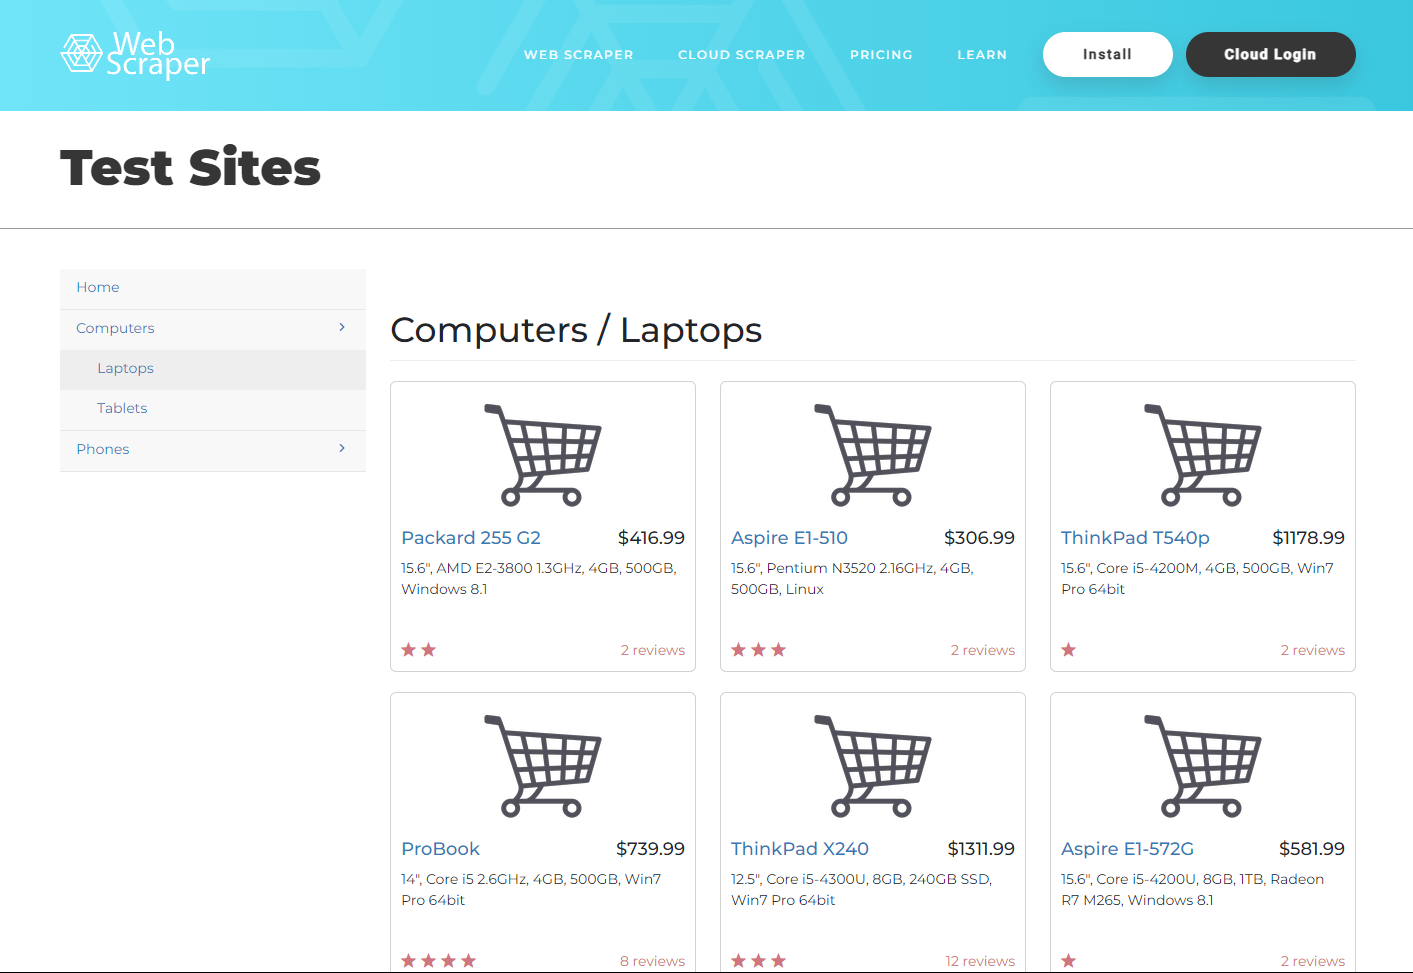 Web
Scraper
WEB SCRAPER
CLOUD SCRAPER
PRICING
LEARN
Install
Cloud Login
Test Sites
Home
Computers
Laptops
Tablets
Phones
Computers / Laptops
Packard 255 G2 $416.99
15.6", AMD E2-3800 1.3GHz, 4GB, 500GB,
Windows 8.1
2 reviews
Aspire E1-510 $306.99
15.6", Pentium N3520 2.16GHz, 4GB,
500GB, Linux
2 reviews
ThinkPad T540p $1178.99
15.6", Core i5-4200M, 4GB, 500GB, Win7
Pro 64bit
2 reviews
ProBook $739.99
14", Core i5 2.6GHz, 4GB, 500GB, Win7
Pro 64bit
8 reviews
ThinkPad X240 $1311.99
12.5", Core i5-4300U, 8GB, 240GB SSD,
Win7 Pro 64bit
12 reviews
Aspire E1-572G $581.99
15.6", Core i5-4200U, 8GB, 1TB, Radeon
R7 M265, Windows 8.1
2 reviews